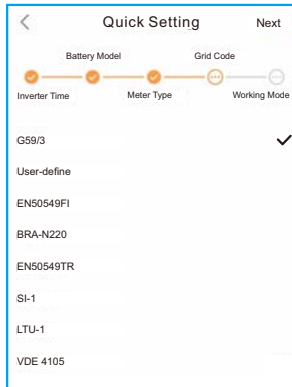 Quick Setting Next
Battery Model Grid Code
Inverter Time Meter Type Working Mode
G59/3
User-define
EN50549FI
BRA-N220
EN50549TR
SI-1
LTU-1
VDE 4105